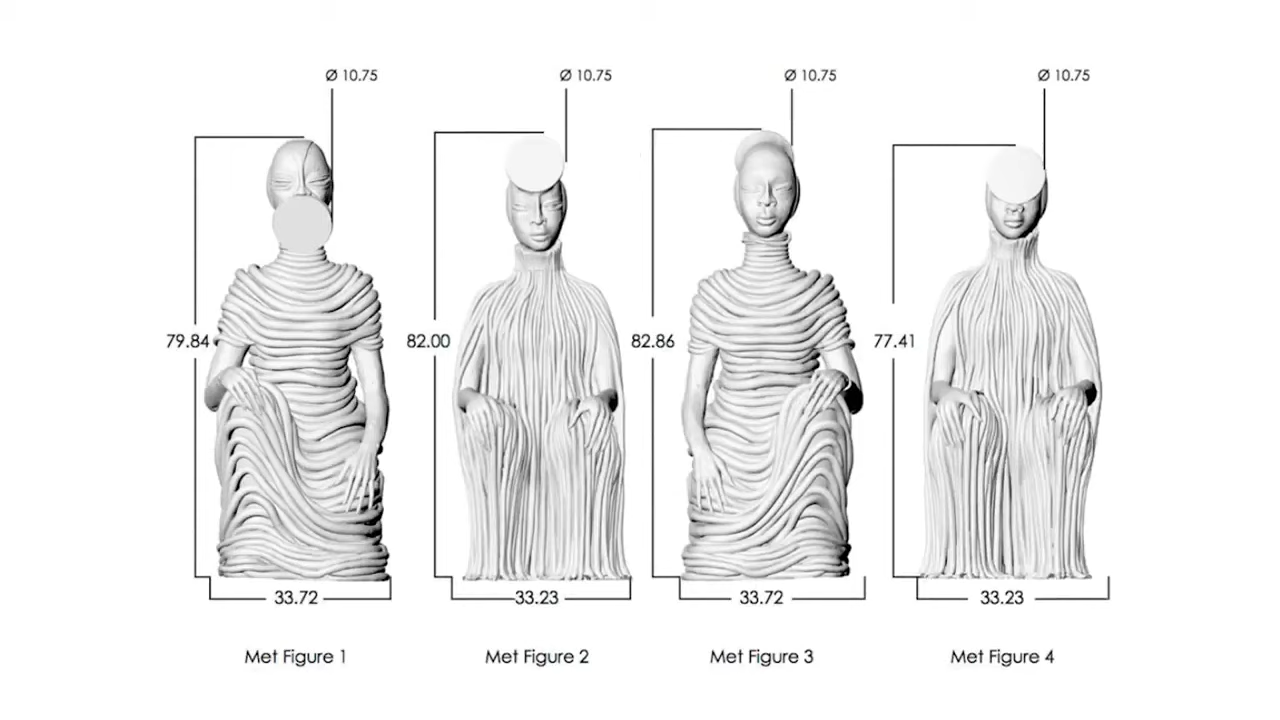 Ø 10.75
Ø 10.75
Ø 10.75
Ø 10.75
79.84
82.00
82.86
77.41
33.72
33.23
33.72
33.23
Met Figure 1
Met Figure 2
Met Figure 3
Met Figure 4